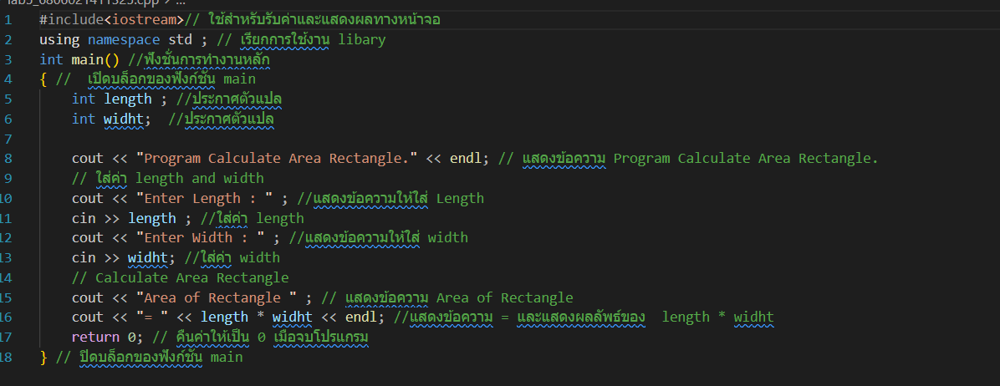 1 #include<iostream>// ใช้สำหรับรับค่าและแสดงผลทางหน้าจอ
2 using namespace std ; // เรียกการใช้งาน libary
3 int main() //ฟังชั่นการทำงานหลัก
4 { //  เปิดบล็อกของฟังก์ชัน main
5     int length ; //ประกาศตัวแปล
6     int widht;  //ประกาศตัวแปล
7
8     cout << "Program Calculate Area Rectangle." << endl; // แสดงข้อความ Program Calculate Area Rectangle.
9     // ใส่ค่า length and width
10     cout << "Enter Length : " ; //แสดงข้อความให้ใส่ Length
11     cin >> length ; //ใส่ค่า length
12     cout << "Enter Width : " ; //แสดงข้อความให้ใส่ width
13     cin >> widht; //ใส่ค่า width
14     // Calculate Area Rectangle
15     cout << "Area of Rectangle " ; // แสดงข้อความ Area of Rectangle
16     cout << "= " << length * widht << endl; //แสดงข้อความ = และแสดงผลลัพธ์ของ  length * widht
17     return 0; // คืนค่าให้เป็น 0 เมื่อจบโปรแกรม
18 } // ปิดบล็อกของฟังก์ชัน main